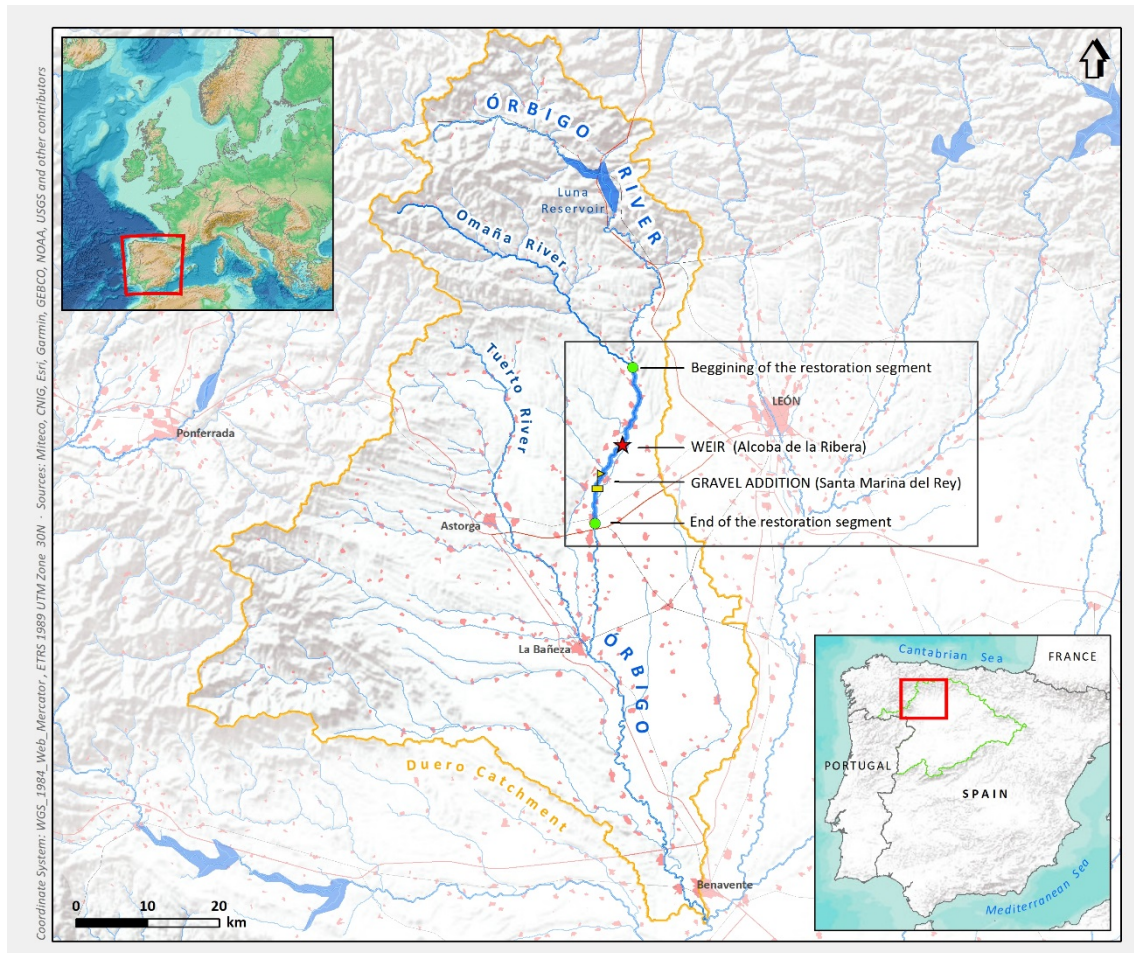 Coordinate System: WGS_1984_Web_Mercator , ETRS 1989 UTM Zone 30N · Sources: Miteco, CNIG, Esri, Garmin, GEBCO, NOAA, USGS and other contributors
ÓRBIGO
RIVER
Luna
Reservoir
Omaña River
Tuerto River
Beggining of the restoration segment
LEÓN
Ponferrada
WEIR (Alcoba de la Ribera)
GRAVEL ADDITION (Santa Marina del Rey)
Astorga
End of the restoration segment
La Bañeza
ÓRBIGO
Duero Catchment
Benavente
0 10 20
km
Cantabrian Sea
FRANCE
PORTUGAL
SPAIN
Mediterranean Sea